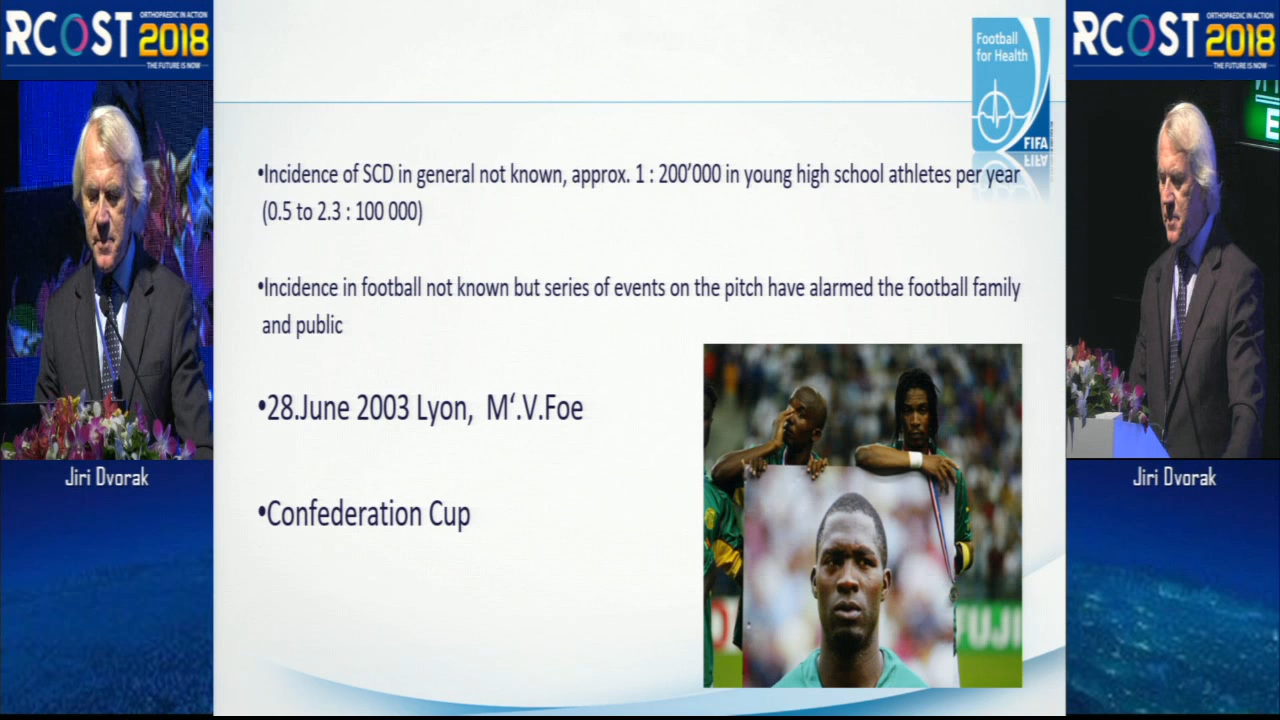 ORTHOPAEDIC IN ACTION
RCOST 2018
THE FUTURE IS NOW
Jiri Dvorak
Football
for Health
FIFA
•Incidence of SCD in general not known, approx. 1 : 200’000 in young high school athletes per year
(0.5 to 2.3 : 100 000)
•Incidence in football not known but series of events on the pitch have alarmed the football family
and public
•28.June 2003 Lyon, M‘.V.Foe
•Confederation Cup
FUJI
ORTHOPAEDIC IN ACTION
RCOST 2018
THE FUTURE IS NOW
Jiri Dvorak